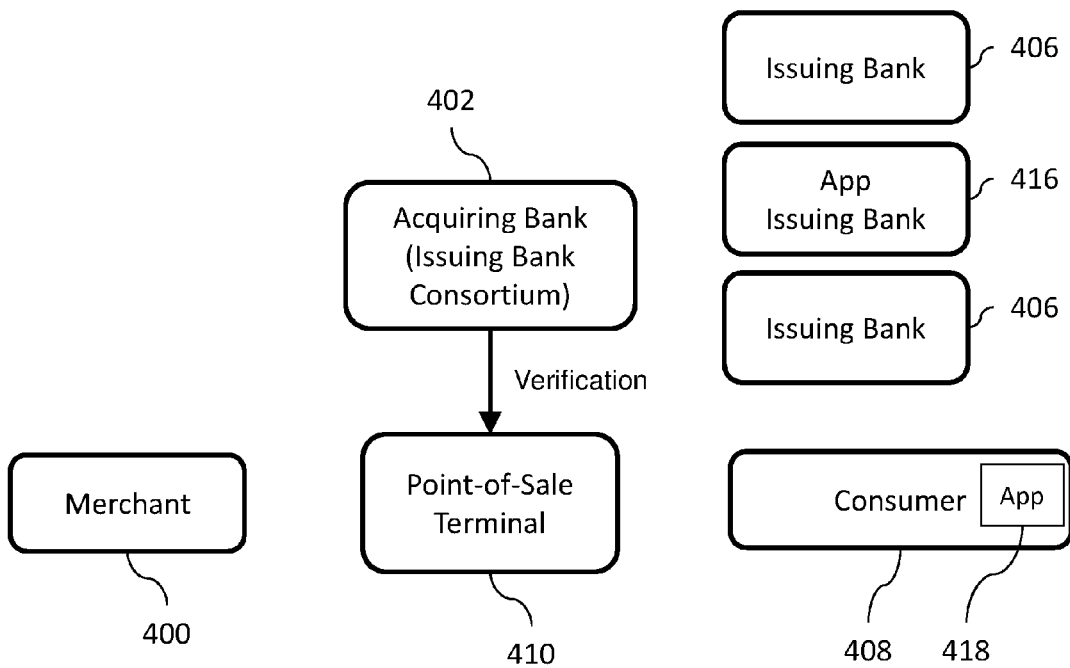 Issuing Bank
406
402
App
Issuing Bank
416
Acquiring Bank
(Issuing Bank
Consortium)
Issuing Bank
406
Verification
Merchant
Point-of-Sale
Terminal
Consumer
App
400
410
408
418